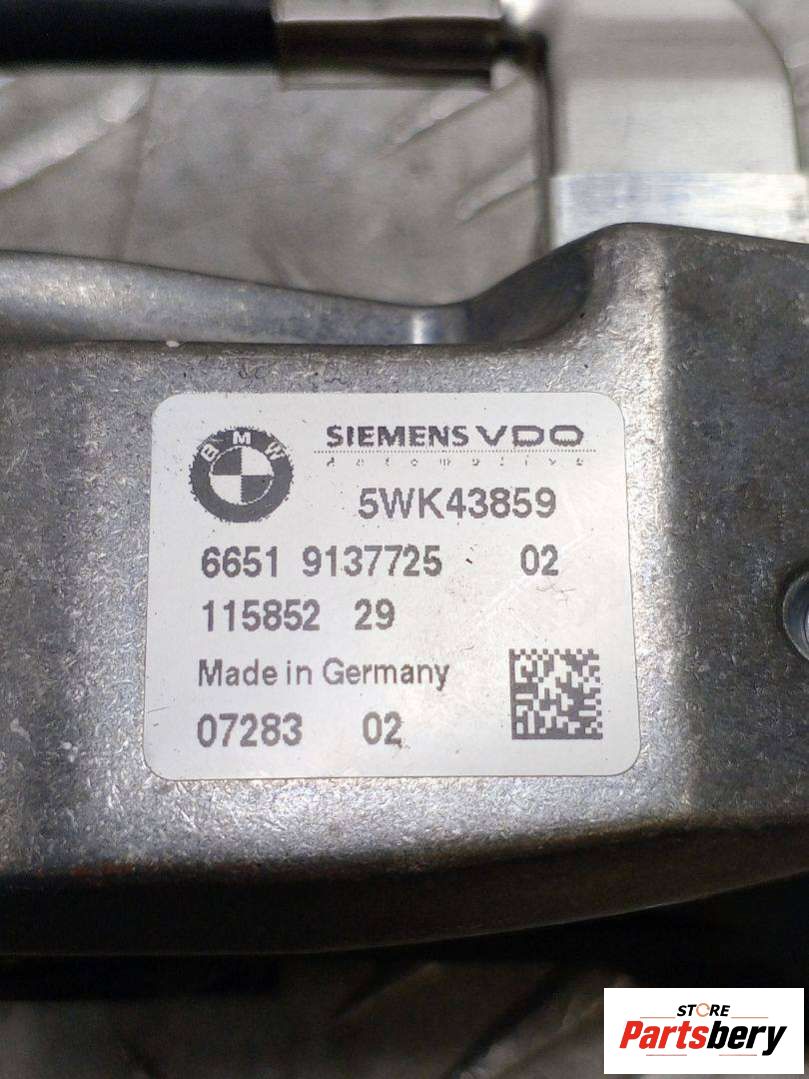 BMW
SIEMENS VDO
Automotive
5WK43859
6651 9137725 02
115852 29
Made in Germany
07283 02
STORE
Partsbery